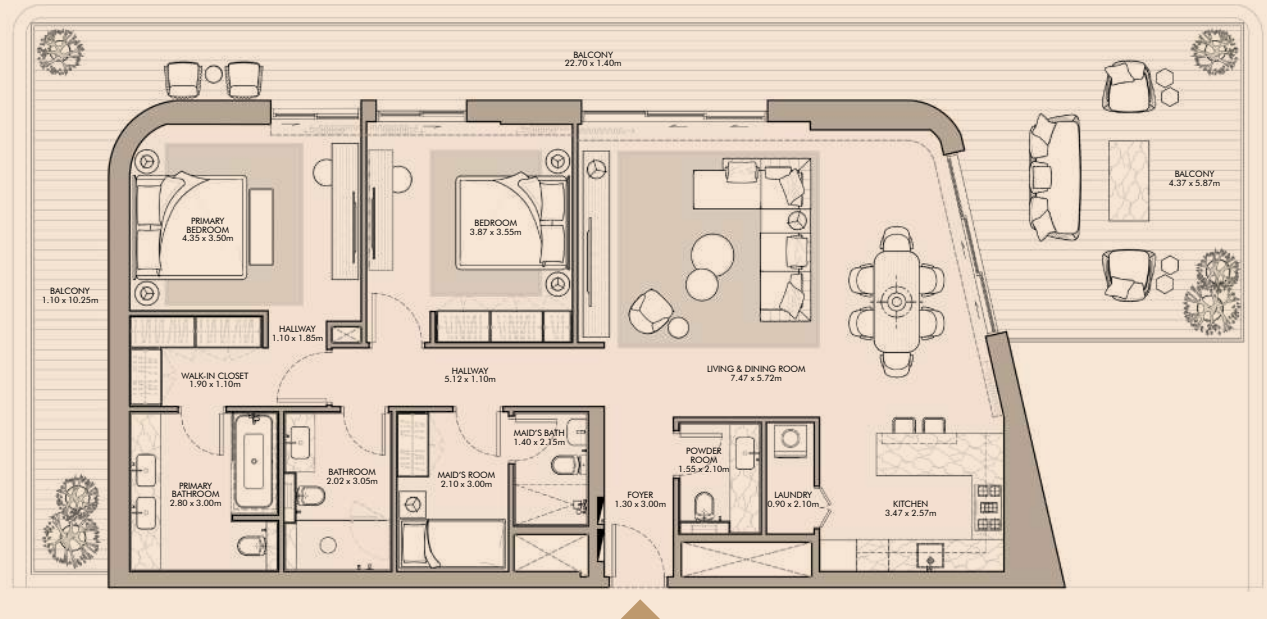 BALCONY
22.70 x 1.40m
BALCONY
4.37 x 5.87m
PRIMARY
BEDROOM
4.35 x 3.50m
BEDROOM
3.87 x 3.55m
BALCONY
1.10 x 10.25m
HALLWAY
1.10 x 1.85m
WALK-IN CLOSET
1.90 x 1.10m
HALLWAY
5.12 x 1.10m
LIVING & DINING ROOM
7.47 x 5.72m
MAID'S BATH
1.40 x 2.15m
PRIMARY
BATHROOM
2.80 x 3.00m
BATHROOM
2.02 x 3.05m
MAID'S ROOM
2.10 x 3.00m
FOYER
1.30 x 3.00m
POWDER
ROOM
1.55 x 2.10m
LAUNDRY
0.90 x 2.10m
KITCHEN
3.47 x 2.57m